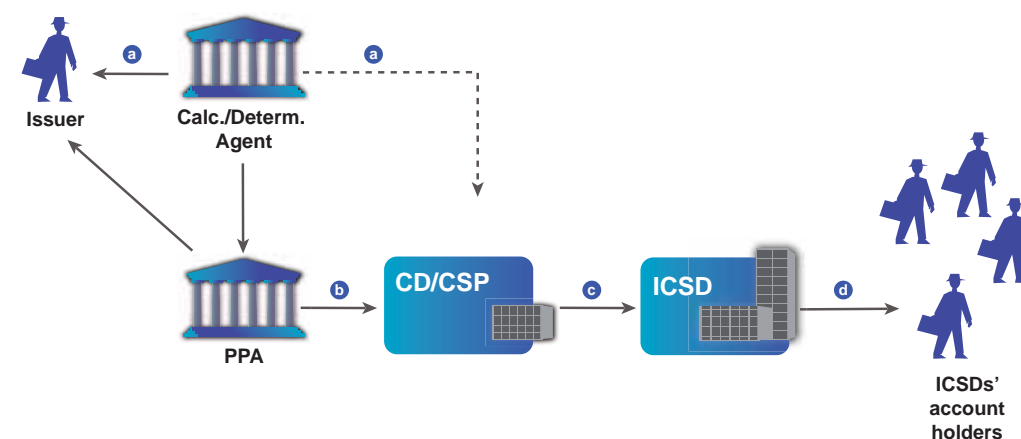 a
a
Issuer
Calc./Determ.
Agent
b
CD/CSP
c
ICSD
d
PPA
ICSDs’
account
holders